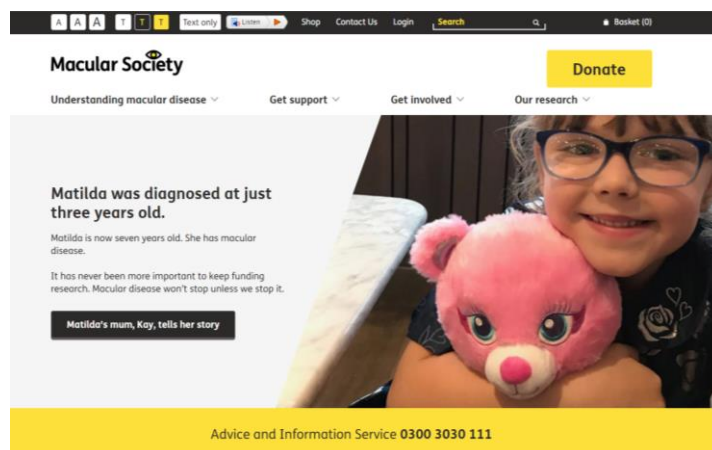 A A A T T T Text only Listen Shop Contact Us Login Search Basket (0)
Macular Society
Donate
Understanding macular disease Get support Get involved Our research
Matilda was diagnosed at just
three years old.
Matilda is now seven years old. She has macular
disease.
It has never been more important to keep funding
research. Macular disease won't stop unless we stop it.
Matilda's mum, Kay, tells her story
Advice and Information Service 0300 3030 111